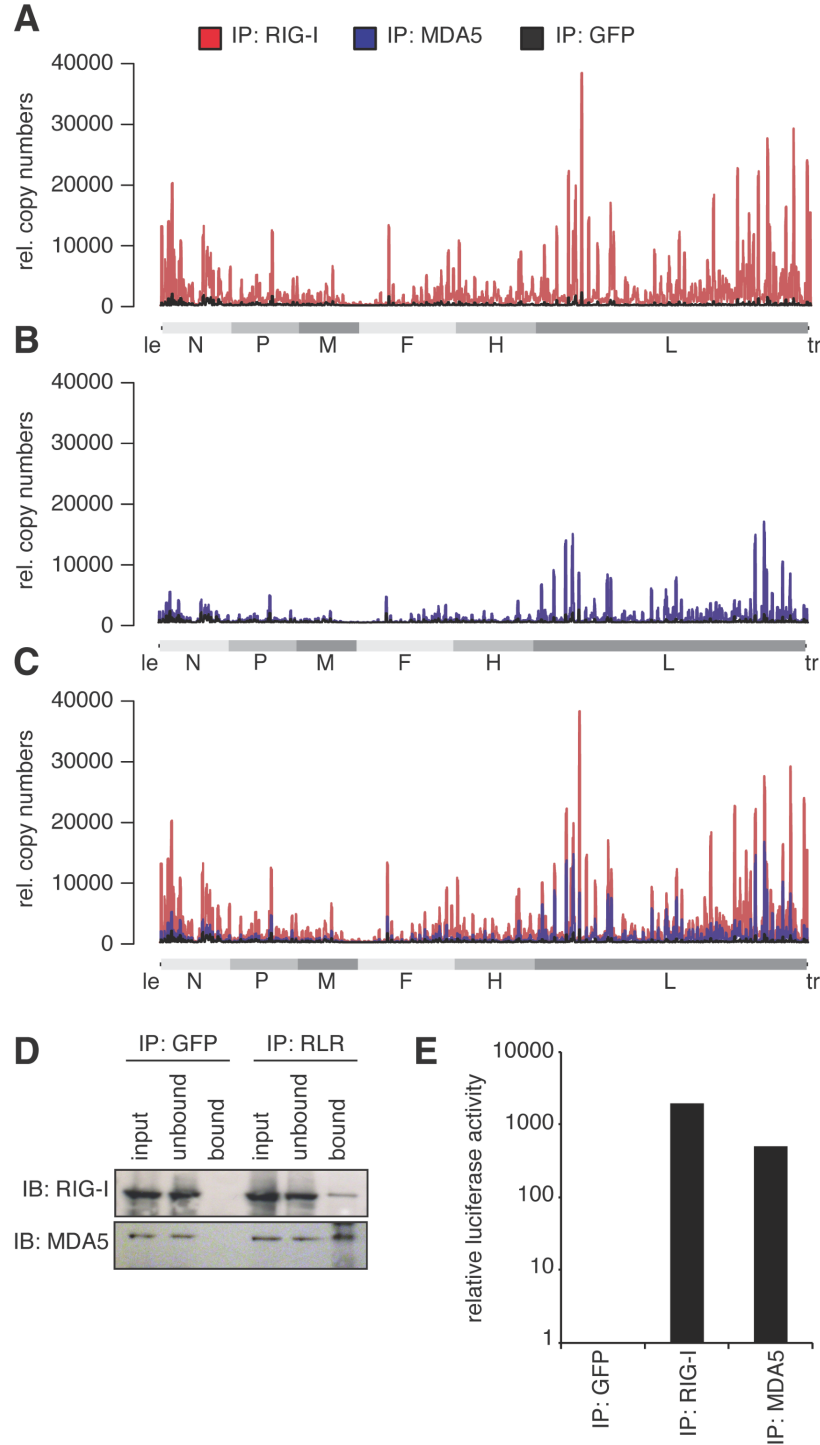 A
IP: RIG-I IP: MDA5 IP: GFP
rel. copy numbers
40000
30000
20000
10000
0
le N P M F H L tr
B
rel. copy numbers
40000
30000
20000
10000
0
le N P M F H L tr
C
rel. copy numbers
40000
30000
20000
10000
0
le N P M F H L tr
D
IP: GFP IP: RLR
input unbound bound input unbound bound
IB: RIG-I
IB: MDA5
E
relative luciferase activity
10000
1000
100
10
1
IP: GFP IP: RIG-I IP: MDA5